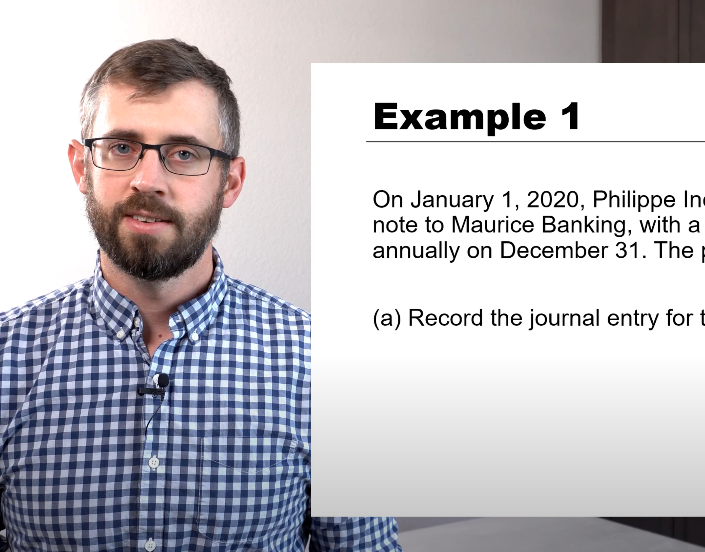 Example 1
On January 1, 2020, Philippe
note to Maurice Banking, with a
annually on December 31. The
(a) Record the journal entry for